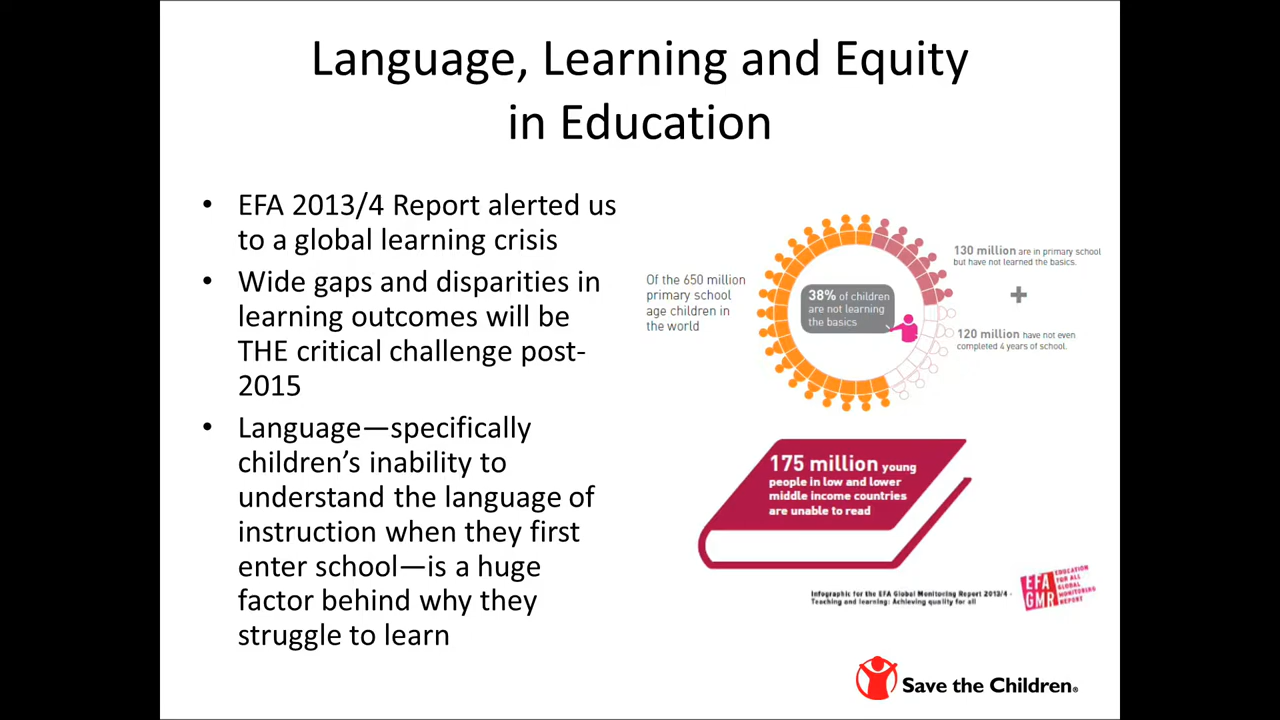 Language, Learning and Equity
in Education
• EFA 2013/4 Report alerted us
to a global learning crisis
• Wide gaps and disparities in
learning outcomes will be
THE critical challenge post-
2015
• Language—specifically
children’s inability to
understand the language of
instruction when they first
enter school—is a huge
factor behind why they
struggle to learn
Of the 650 million
primary school
age children in
the world
38% of children
are not learning
the basics
130 million are in primary school
but have not learned the basics.
+
120 million have not even
completed 4 years of school.
175 million young
people in low and lower
middle income countries
are unable to read
Infographic for the EFA Global Monitoring Report 2013/4 -
Teaching and learning: Achieving quality for all
EFA
GMR
EDUCATION
FOR ALL
GLOBAL
MONITORING
REPORT
Save the Children®